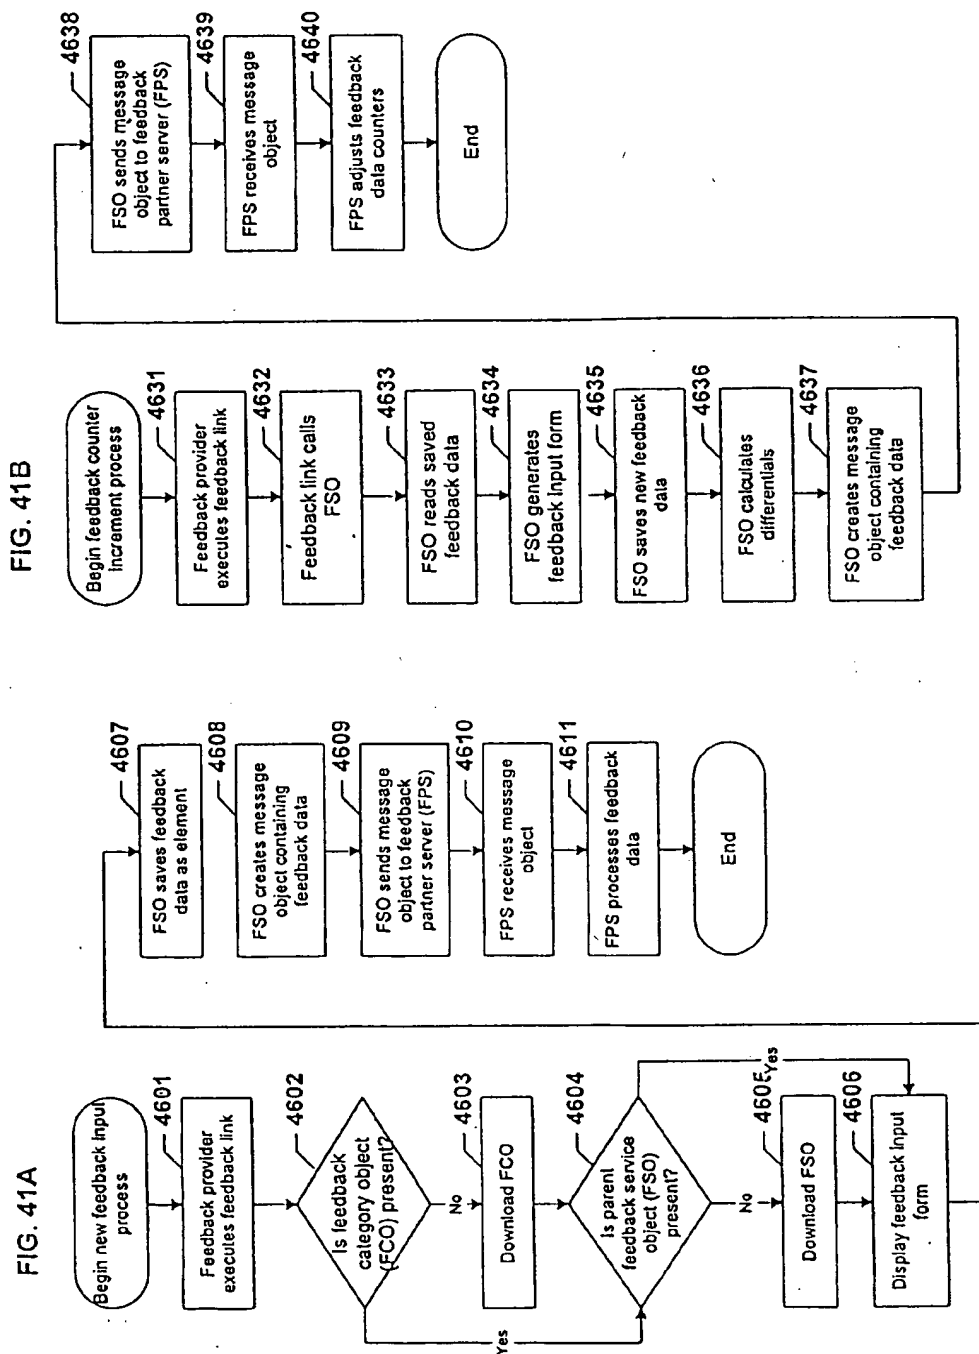 FIG. 41A
Begin new feedback input
process
4601
Feedback provider
executes feedback link
4602
Is feedback
category object
(FCO) present?
No
Yes
4603
Download FCO
4604
Is parent
feedback service
object (FSO)
present?
No
Yes
4605
Download FSO
4606
Display feedback input
form
4607
FSO saves feedback
data as element
4608
FSO creates message
object containing
feedback data
4609
FSO sends message
object to feedback
partner server (FPS)
4610
FPS receives message
object
4611
FPS processes feedback
data
End
FIG. 41B
Begin feedback counter
increment process
4631
Feedback provider
executes feedback link
4632
Feedback link calls
FSO
4633
FSO reads saved
feedback data
4634
FSO generates
feedback input form
4635
FSO saves new feedback
data
4636
FSO calculates
differentials
4637
FSO creates message
object containing
feedback data
4638
FSO sends message
object to feedback
partner server (FPS)
4639
FPS receives message
object
4640
FPS adjusts feedback
data counters
End